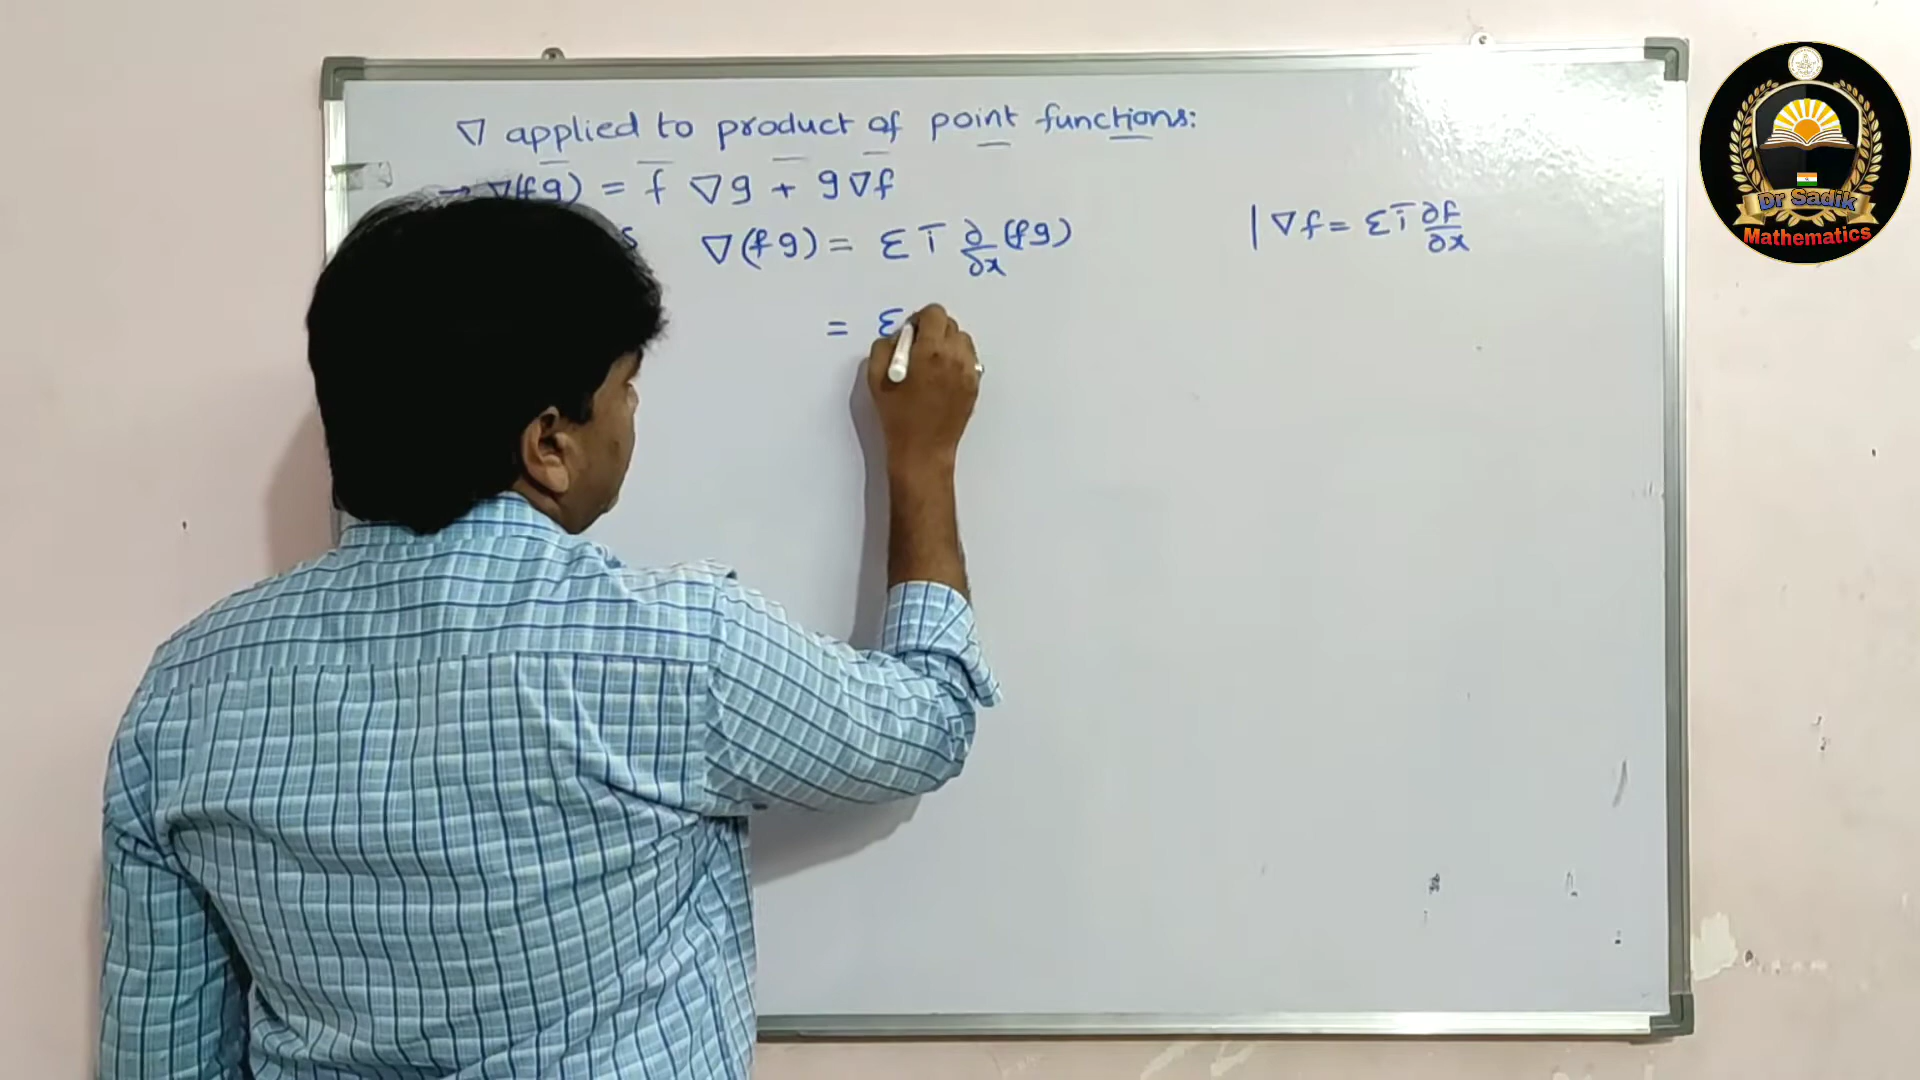 ∇ applied to product of point functions:
→ ∇(fg) = f ∇g + g∇f
∇(fg) = Σ ī ∂/∂x (fg)
| ∇f = Σ ī ∂f/∂x
= Σ
Dr Sadik
Mathematics